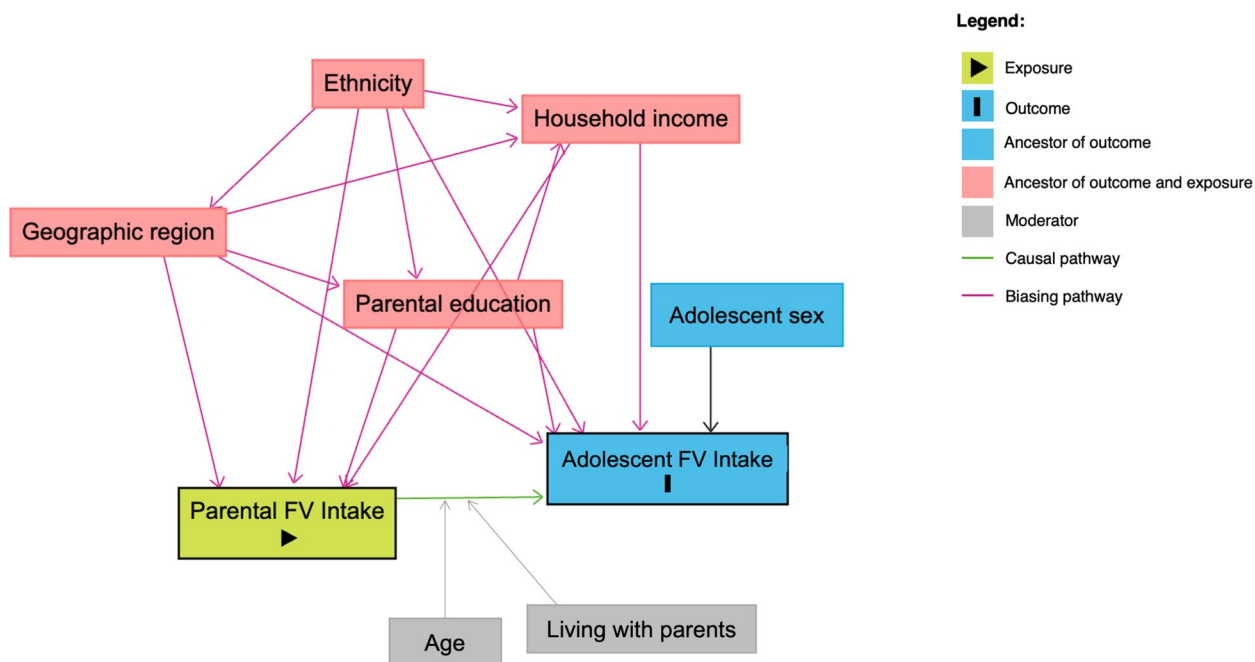 Legend:
Exposure
Outcome
Ancestor of outcome
Ancestor of outcome and exposure
Moderator
Causal pathway
Biasing pathway
Ethnicity
Household income
Geographic region
Parental education
Adolescent sex
Adolescent FV Intake
Parental FV Intake
Age
Living with parents